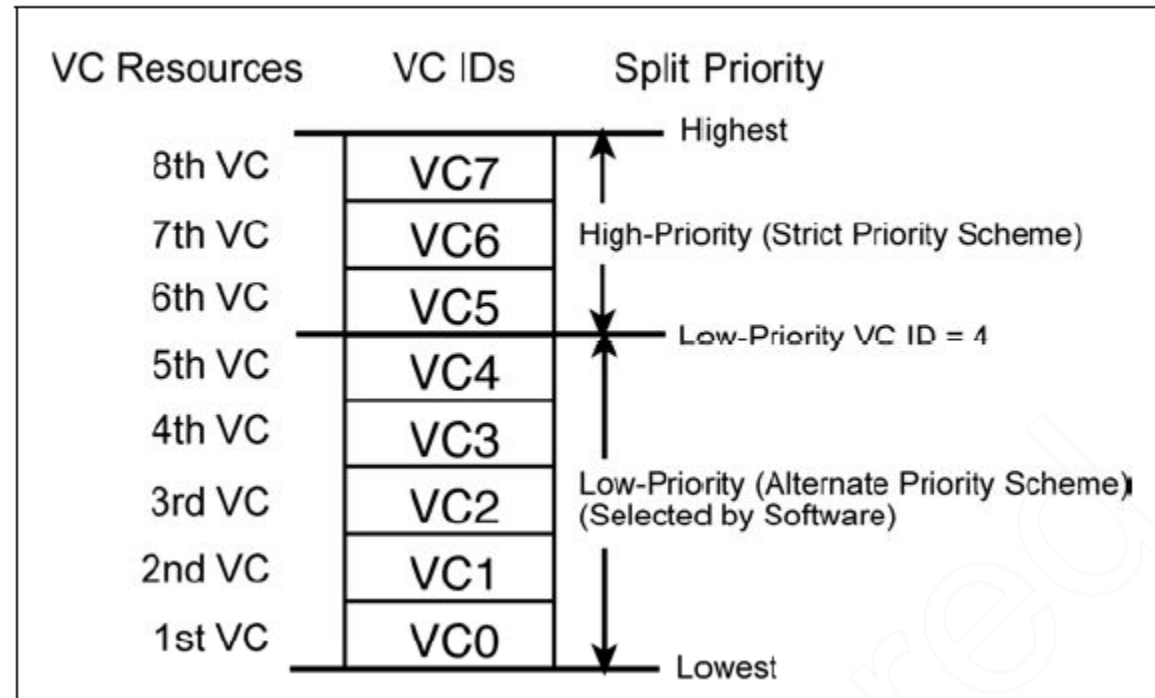 VC Resources VC IDs Split Priority
Highest
8th VC VC7
7th VC VC6 High-Priority (Strict Priority Scheme)
6th VC VC5
Low-Priority VC ID = 4
5th VC VC4
4th VC VC3
3rd VC VC2 Low-Priority (Alternate Priority Scheme)
(Selected by Software)
2nd VC VC1
1st VC VC0
Lowest
red